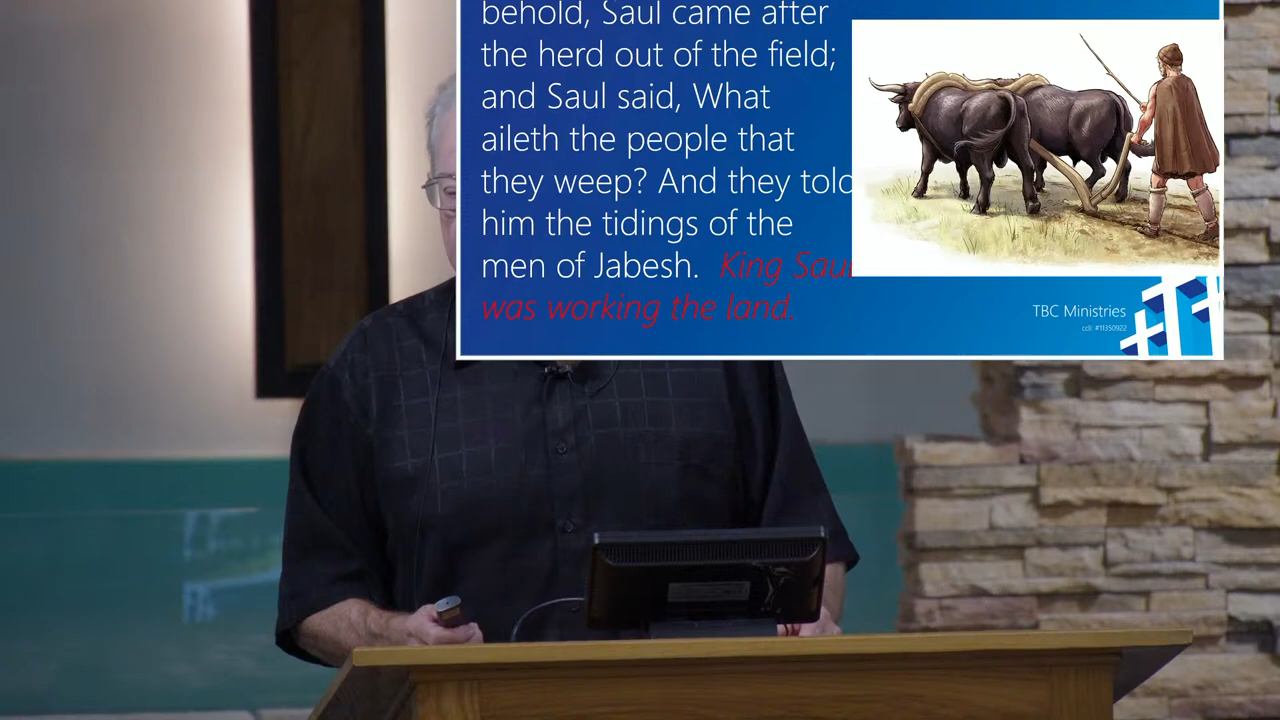 behold, Saul came after
the herd out of the field;
and Saul said, What
aileth the people that
they weep? And they told
him the tidings of the
men of Jabesh. King Saul
was working the land.
TBC Ministries
ccli #11350922